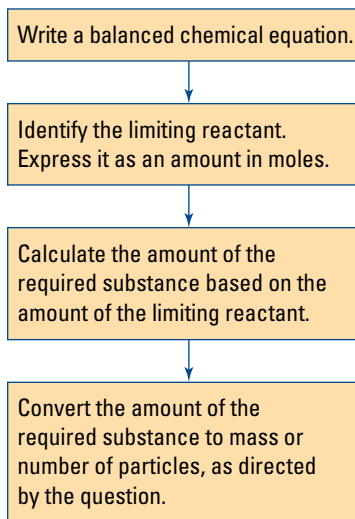 Write a balanced chemical equation.
Identify the limiting reactant.
Express it as an amount in moles.
Calculate the amount of the
required substance based on the
amount of the limiting reactant.
Convert the amount of the
required substance to mass or
number of particles, as directed
by the question.